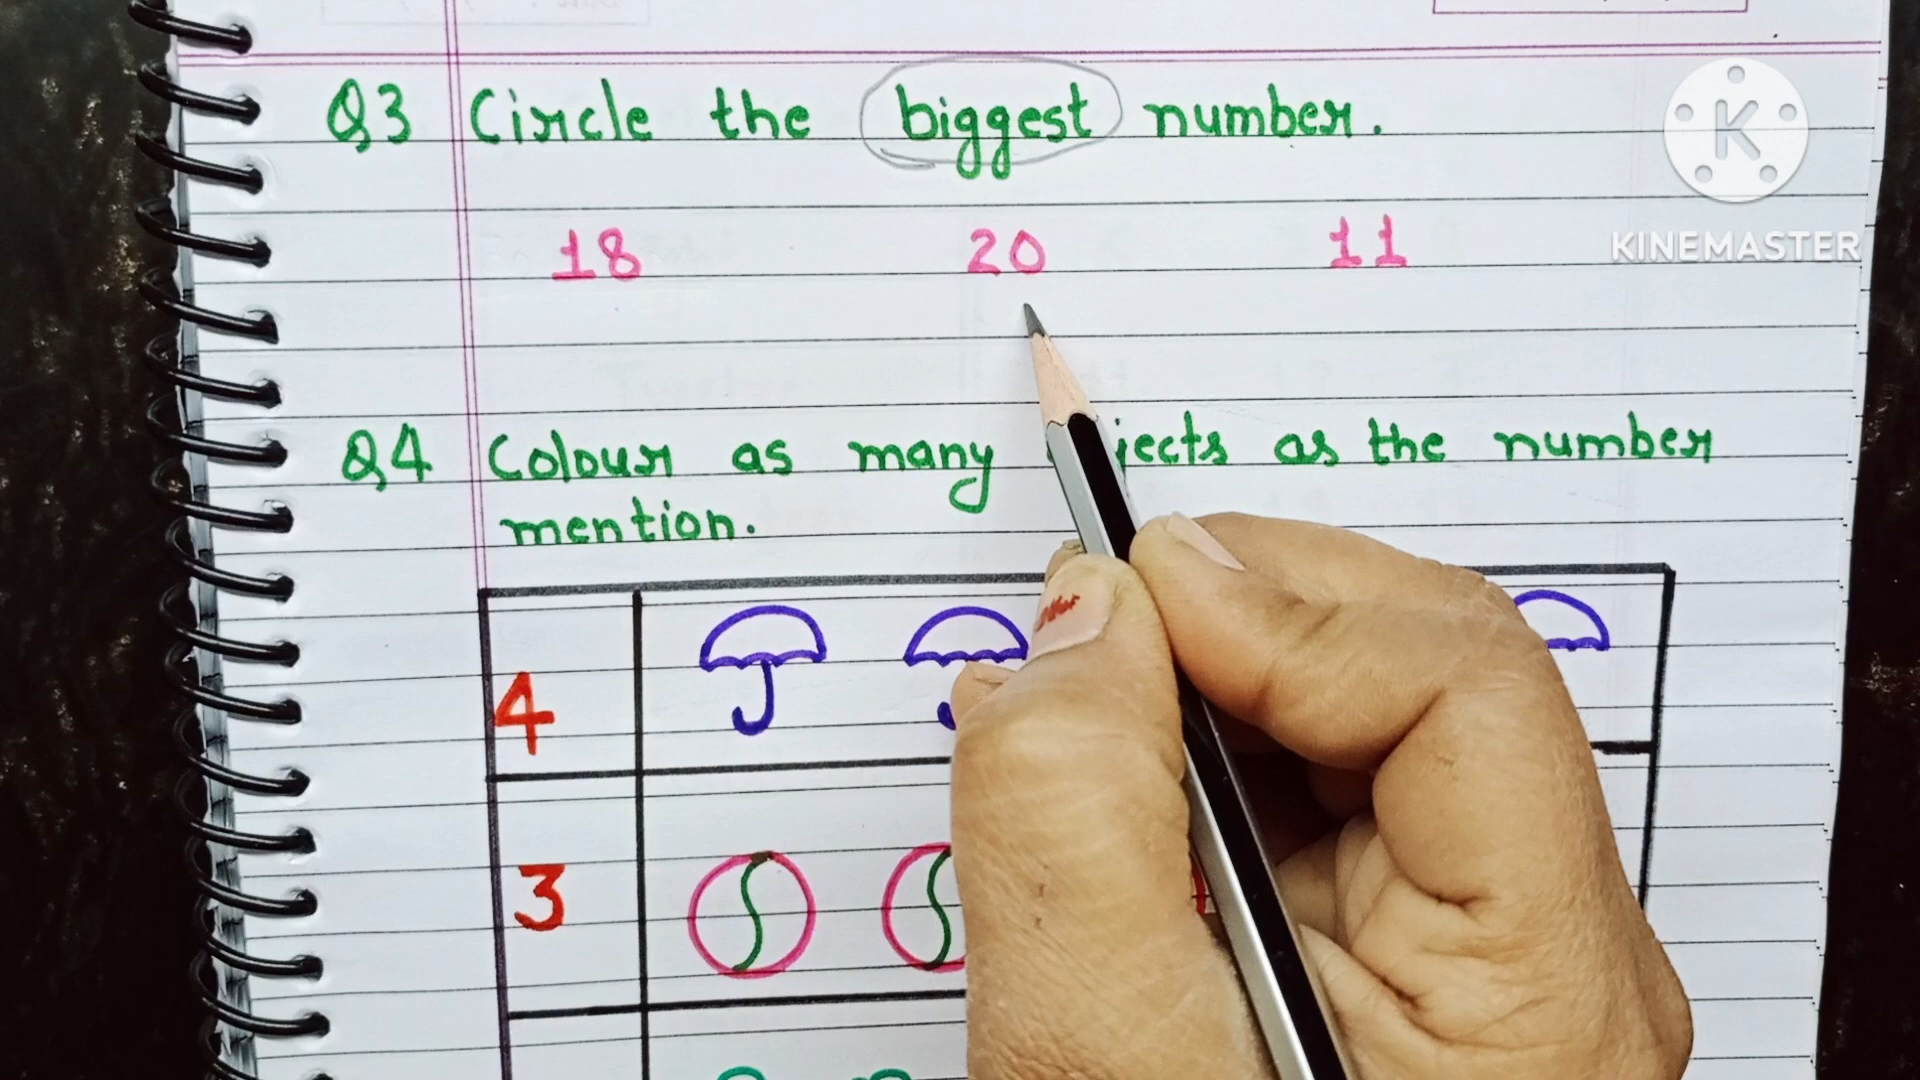 Q3 Circle the biggest number.
18 20 11
Q4 Colour as many jects as the number
mention.
4
3
K
KINEMASTER